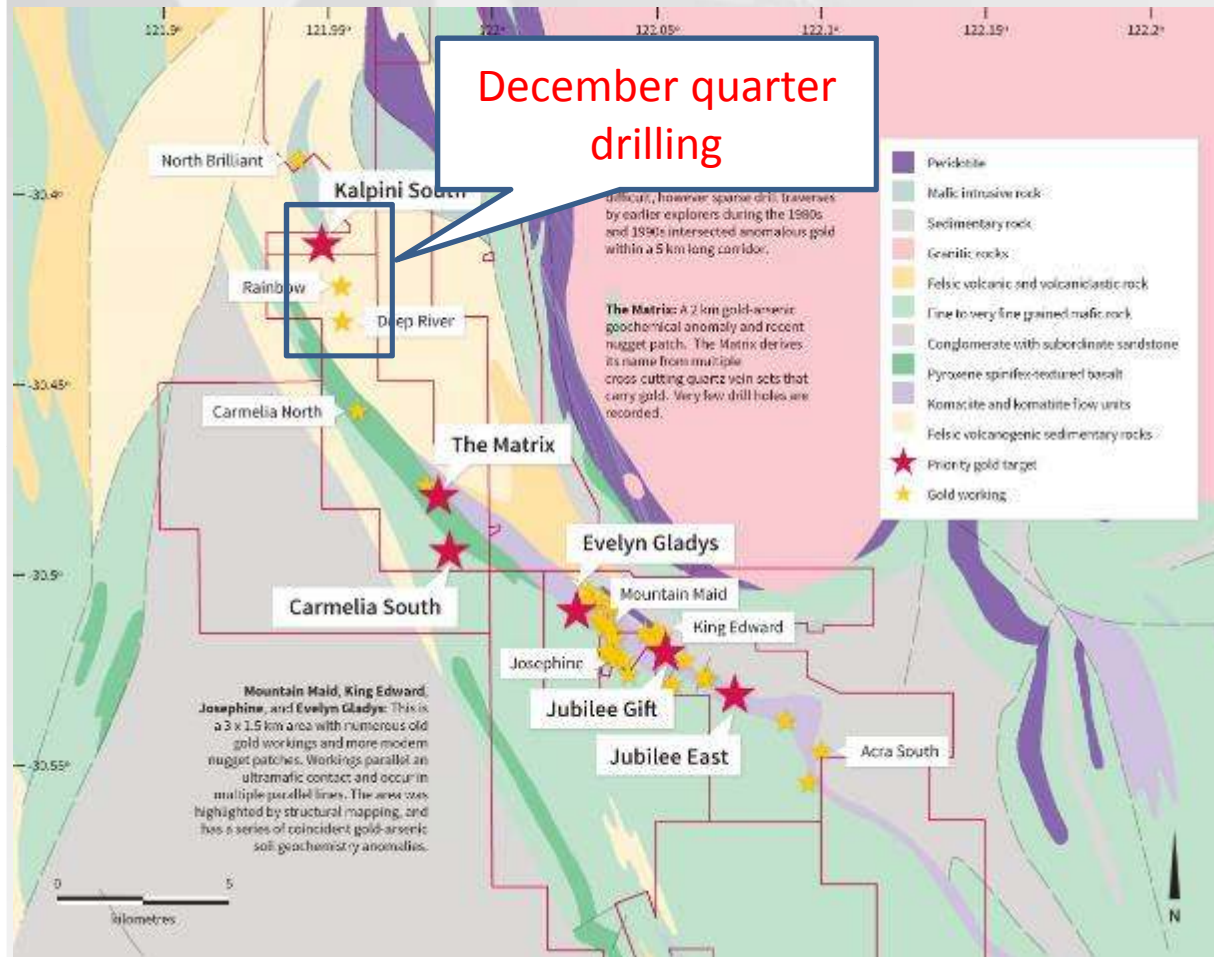 121.9°
121.99°
122°
122.05°
122.1°
122.15°
122.2°
December quarter
drilling
North Brilliant
Kalpini South
-30.4°
difficult, however sparse drill traverses
by earlier explorers during the 1980s
and 1990s intersected anomalous gold
within a 5 km long corridor.
Rainbow
Deep River
The Matrix: A 2 km gold-arsenic
geochemical anomaly and recent
nugget patch. The Matrix derives
its name from multiple
cross-cutting quartz vein sets that
carry gold. Very few drill holes are
recorded.
-30.45°
Carmelia North
The Matrix
Evelyn Gladys
-30.5°
Mountain Maid
Carmelia South
King Edward
Josephine
Jubilee Gift
Jubilee East
Acra South
-30.55°
Mountain Maid, King Edward,
Josephine, and Evelyn Gladys: This is
a 3 x 1.5 km area with numerous old
gold workings and more modern
nugget patches. Workings parallel an
ultramafic contact and occur in
multiple parallel lines. The area was
highlighted by structural mapping, and
has a series of coincident gold-arsenic
soil geochemistry anomalies.
0 5
kilometres
Peridotite
Mafic intrusive rock
Sedimentary rock
Granitic rocks
Felsic volcanic and volcaniclastic rock
Fine to very fine grained mafic rock
Conglomerate with subordinate sandstone
Pyroxene spinifex-textured basalt
Komatiite and komatiite flow units
Felsic volcanogenic sedimentary rocks
Priority gold target
Gold working
N